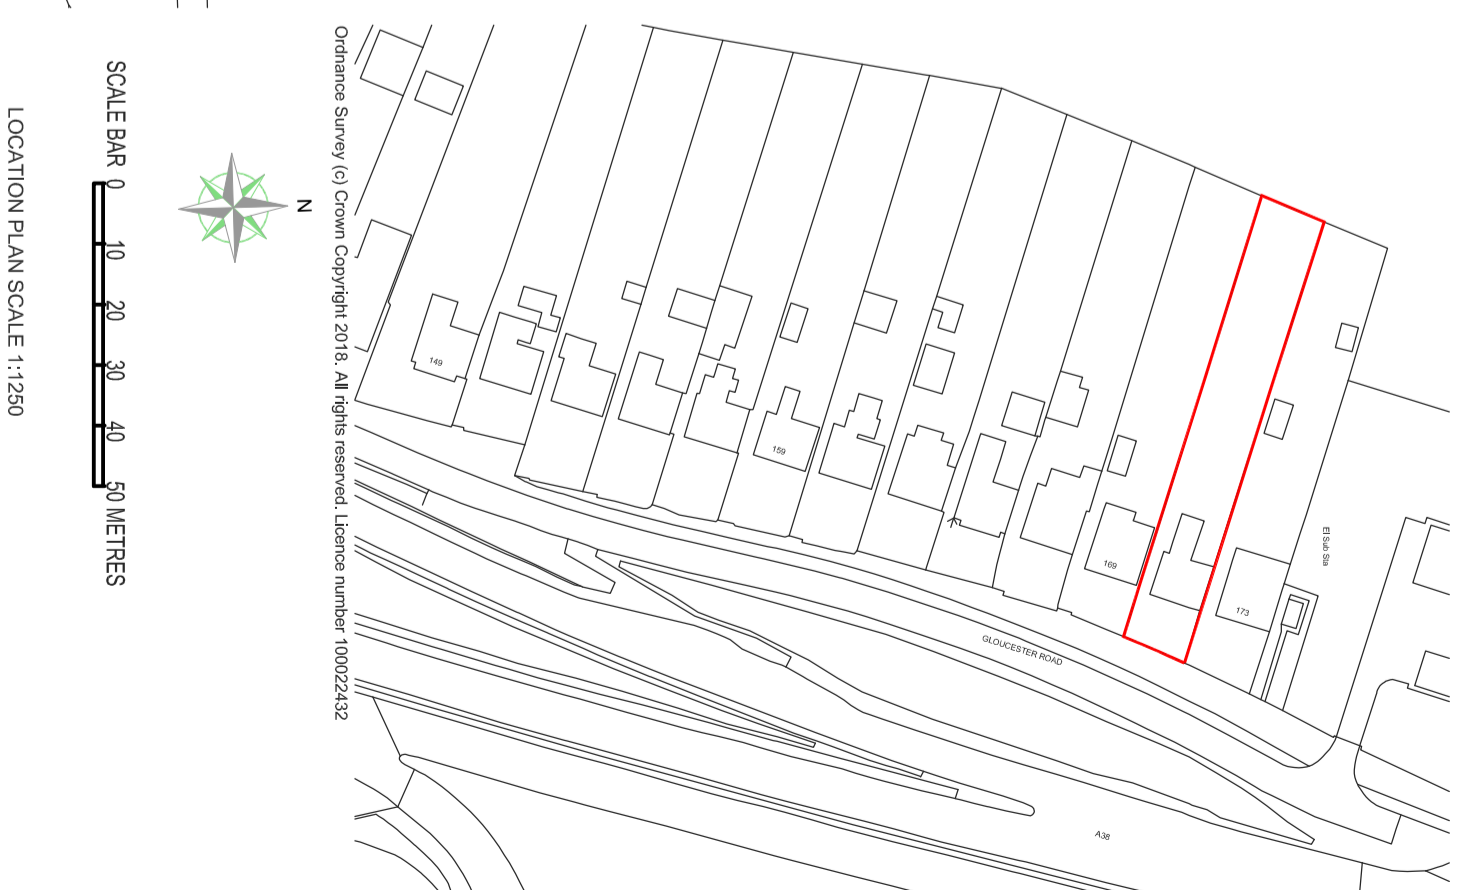 LOCATION PLAN SCALE 1:1250
SCALE BAR 0 10 20 30 40 50 METRES
N
Ordnance Survey (c) Crown Copyright 2018. All rights reserved. Licence number 100022432
149
159
169
173
El Sub Sta
GLOUCESTER ROAD
A38